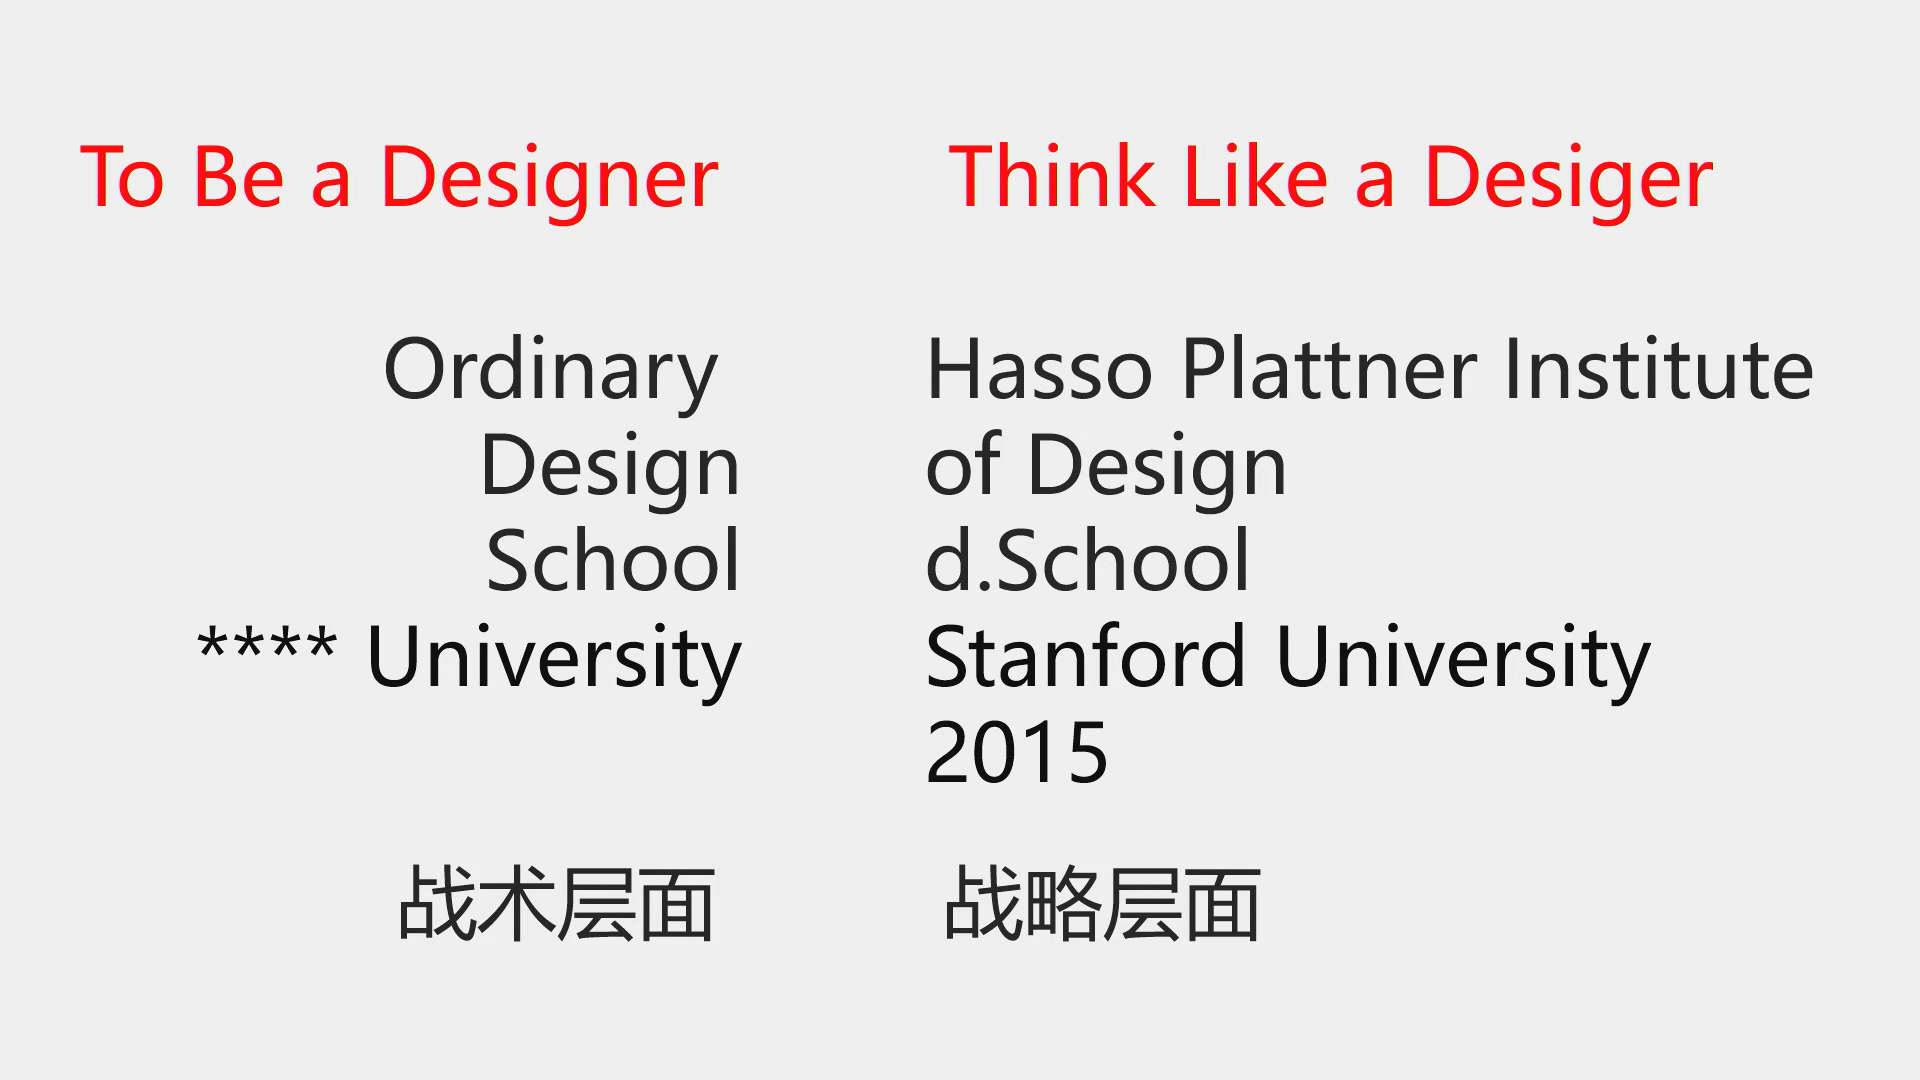 To Be a Designer
Ordinary
Design
School
**** University
战术层面
Think Like a Desiger
Hasso Plattner Institute
of Design
d.School
Stanford University
2015
战略层面